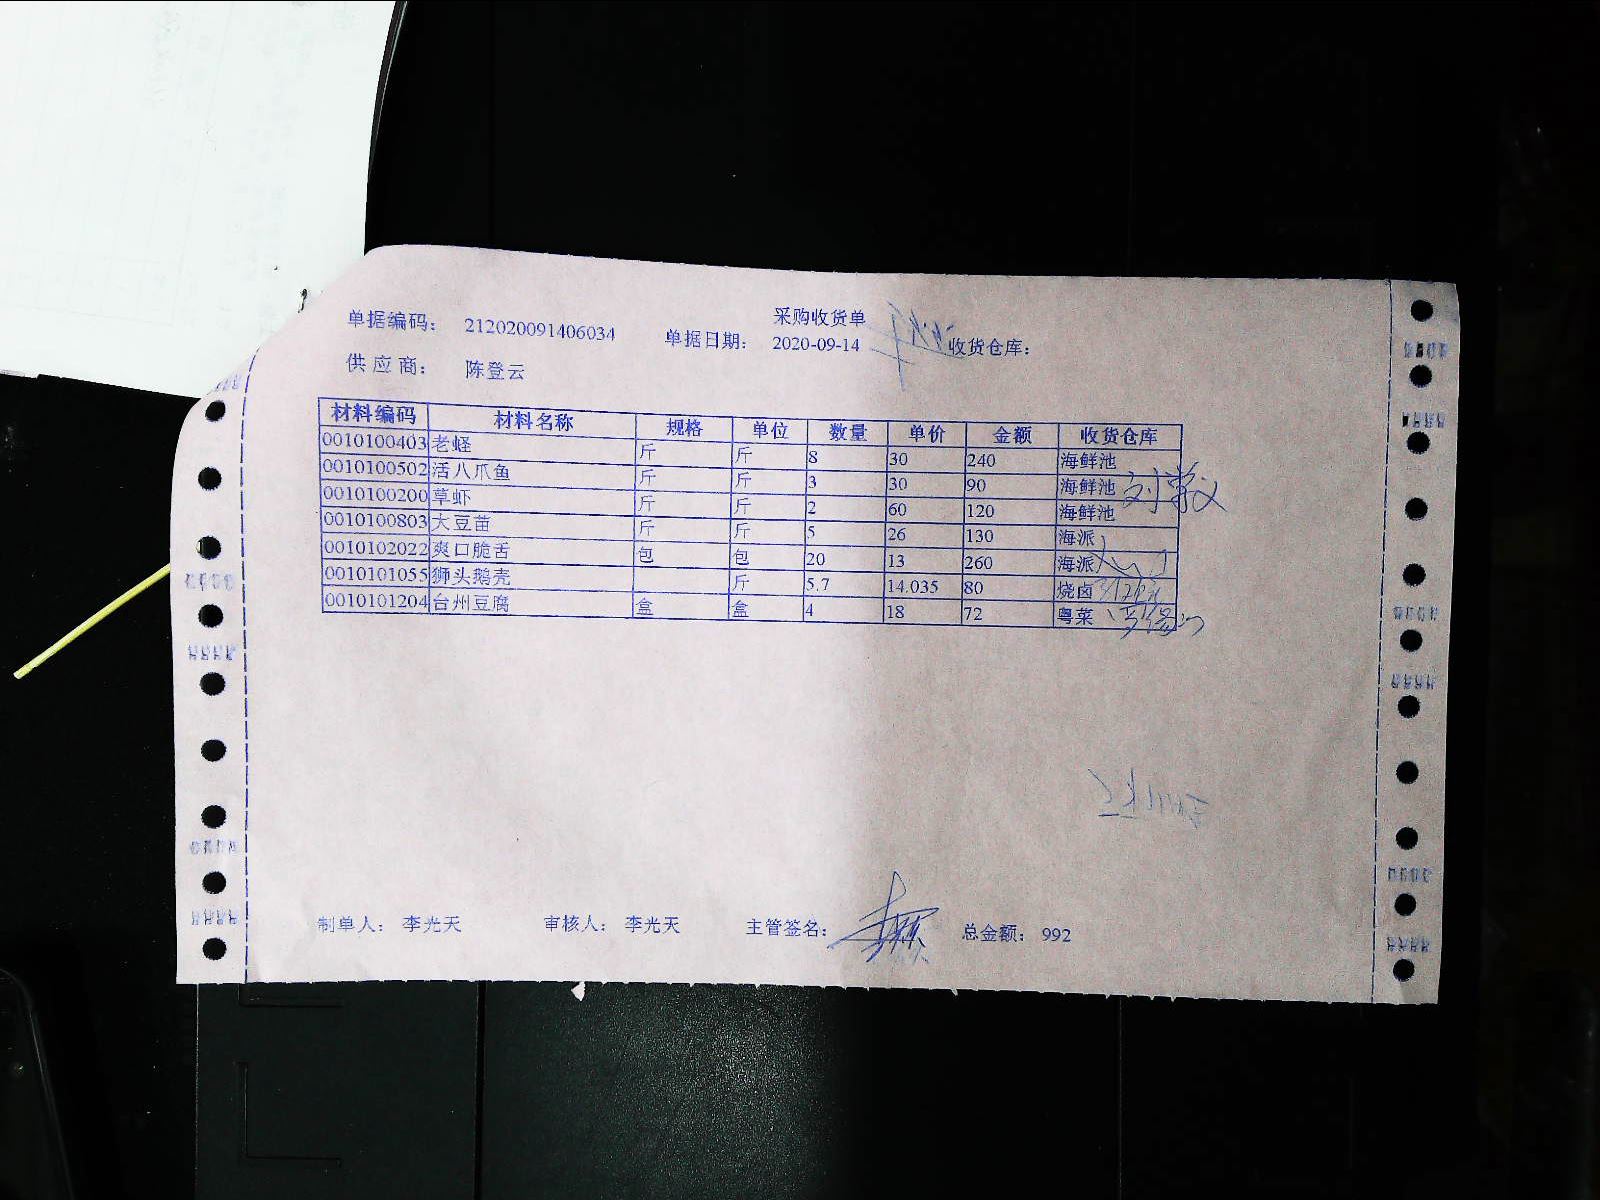 采购收货单
单据编码： 212020091406034 单据日期： 2020-09-14 收货仓库：
供 应 商： 陈登云
材料编码 材料名称 规格 单位 数量 单价 金额 收货仓库
0010100403 老蛏 斤 斤 8 30 240 海鲜池
0010100502 活八爪鱼 斤 斤 3 30 90 海鲜池
0010100200 草虾 斤 斤 2 60 120 海鲜池
0010100803 大豆苗 斤 斤 5 26 130 海派
0010102022 爽口脆舌 包 包 20 13 260 海派
0010101055 狮头鹅壳 斤 5.7 14.035 80 烧卤
0010101204 台州豆腐 盒 盒 4 18 72 粤菜
制单人： 李光天 审核人： 李光天 主管签名： 总金额： 992